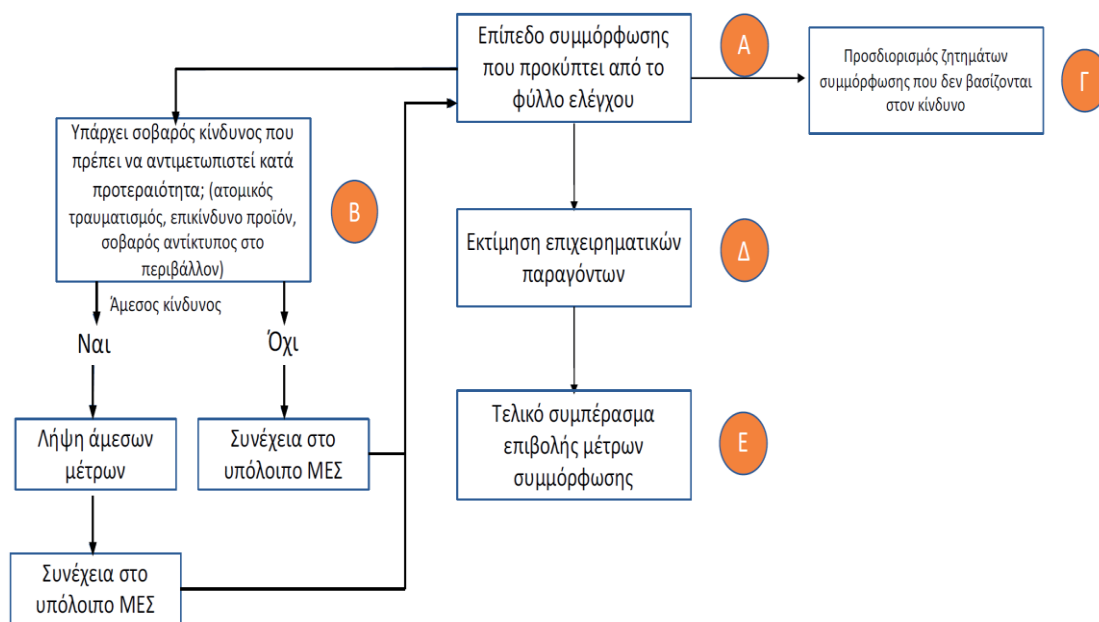 Επίπεδο συμμόρφωσης
που προκύπτει από το
φύλλο ελέγχου
Α
Προσδιορισμός ζητημάτων
συμμόρφωσης που δεν βασίζονται
στον κίνδυνο
Γ
Υπάρχει σοβαρός κίνδυνος που
πρέπει να αντιμετωπιστεί κατά
προτεραιότητα; (ατομικός
τραυματισμός, επικίνδυνο προϊόν,
σοβαρός αντίκτυπος στο
περιβάλλον)
Β
Άμεσος κίνδυνος
Ναι
Όχι
Εκτίμηση επιχειρηματικών
παραγόντων
Δ
Λήψη άμεσων
μέτρων
Συνέχεια στο
υπόλοιπο ΜΕΣ
Τελικό συμπέρασμα
επιβολής μέτρων
συμμόρφωσης
Ε
Συνέχεια στο
υπόλοιπο ΜΕΣ